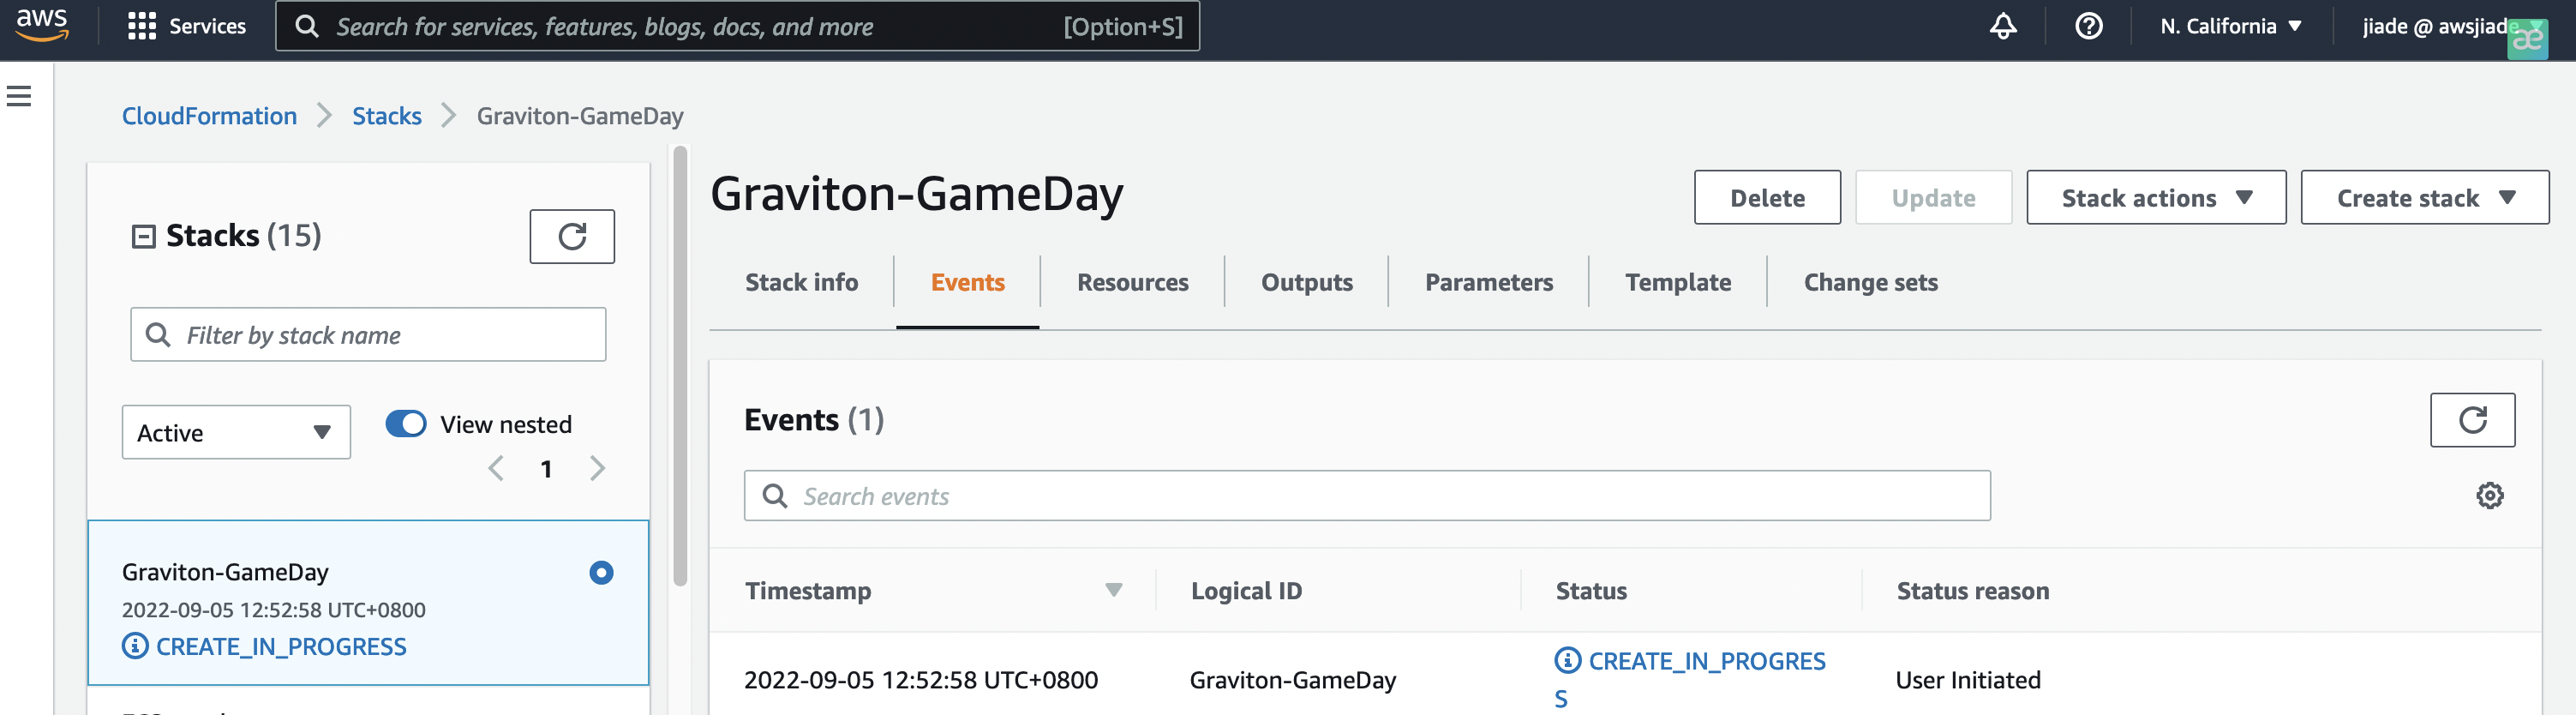 aws
Services
Search for services, features, blogs, docs, and more
[Option+S]
N. California
jiade @ awsjiade
æ
CloudFormation
Stacks
Graviton-GameDay
Stacks (15)
Filter by stack name
Active
View nested
1
Graviton-GameDay
2022-09-05 12:52:58 UTC+0800
CREATE_IN_PROGRESS
Graviton-GameDay
Delete
Update
Stack actions
Create stack
Stack info
Events
Resources
Outputs
Parameters
Template
Change sets
Events (1)
Search events
Timestamp
Logical ID
Status
Status reason
2022-09-05 12:52:58 UTC+0800
Graviton-GameDay
CREATE_IN_PROGRES
S
User Initiated